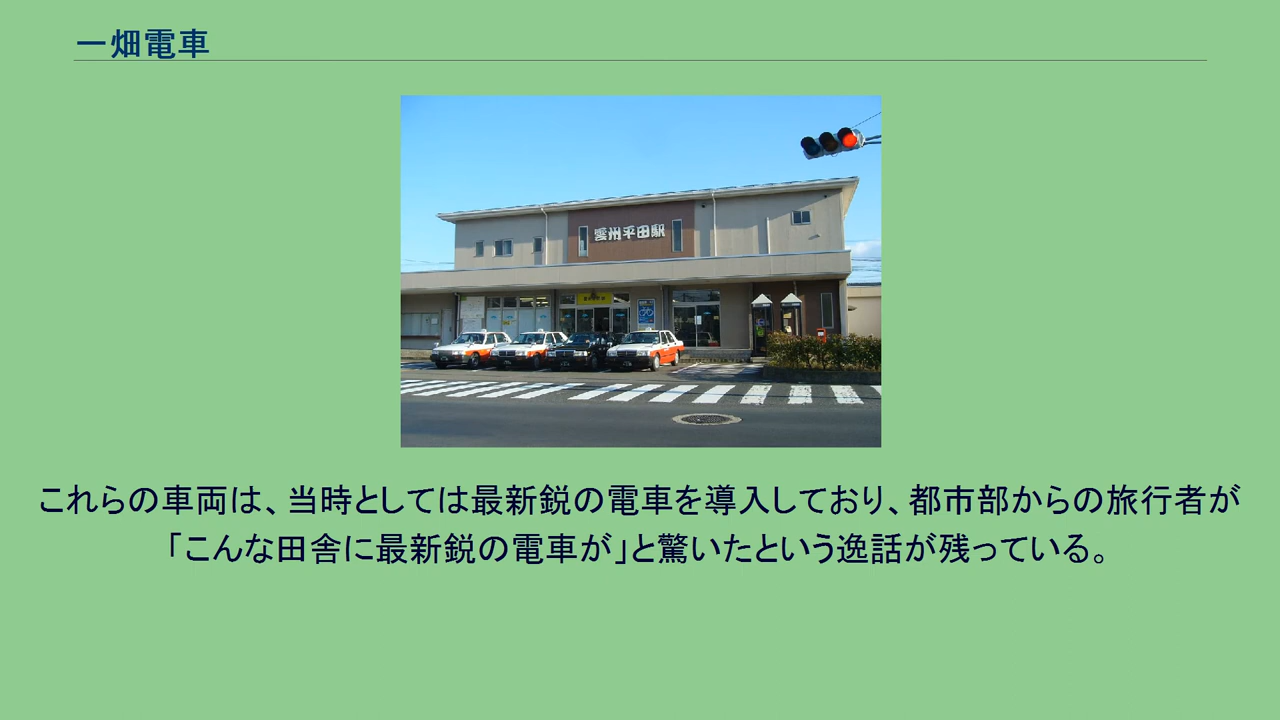 一畑電車
雲州平田駅
これらの車両は、当時としては最新鋭の電車を導入しており、都市部からの旅行者が
「こんな田舎に最新鋭の電車が」と驚いたという逸話が残っている。